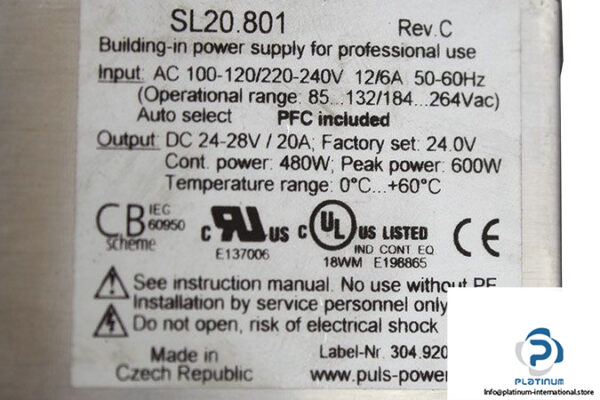 SL20.801 Rev.C
Building-in power supply for professional use
Input: AC 100-120/220-240V 12/6A 50-60Hz
(Operational range: 85...132/184...264Vac)
Auto select PFC included
Output: DC 24-28V / 20A; Factory set: 24.0V
Cont. power: 480W; Peak power: 600W
Temperature range: 0°C...+60°C
CB scheme IEC 60950
c RU US E137006
c UL US LISTED
IND CONT. EQ
18WM E198865
CE
See instruction manual. No use without PE
Installation by service personnel only
Do not open, risk of electrical shock
Made in Czech Republic
Label-Nr. 304.920
www.puls-power
PLATINUM
Info@platinum-international.store